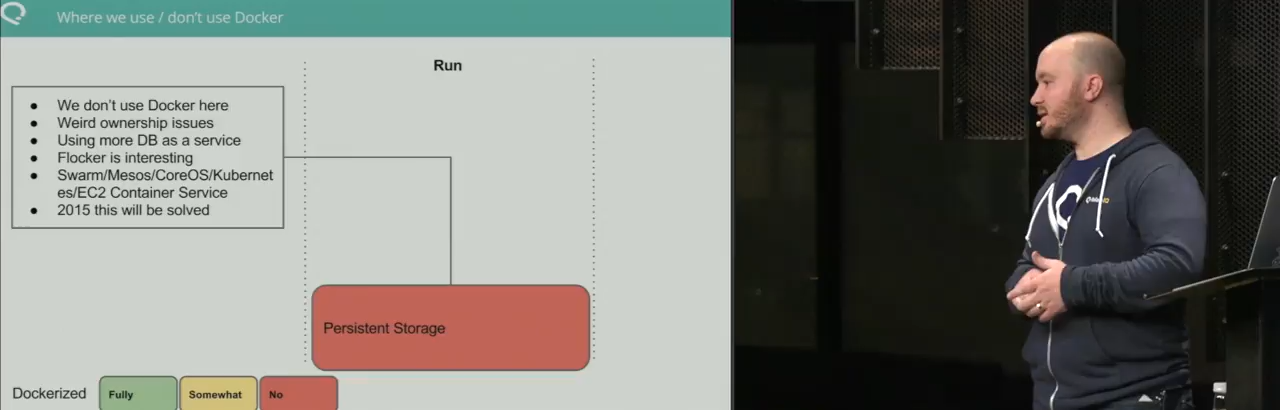 Where we use / don't use Docker
Run
● We don't use Docker here
● Weird ownership issues
● Using more DB as a service
● Flocker is interesting
● Swarm/Mesos/CoreOS/Kubernet
es/EC2 Container Service
● 2015 this will be solved
Persistent Storage
Dockerized Fully Somewhat No